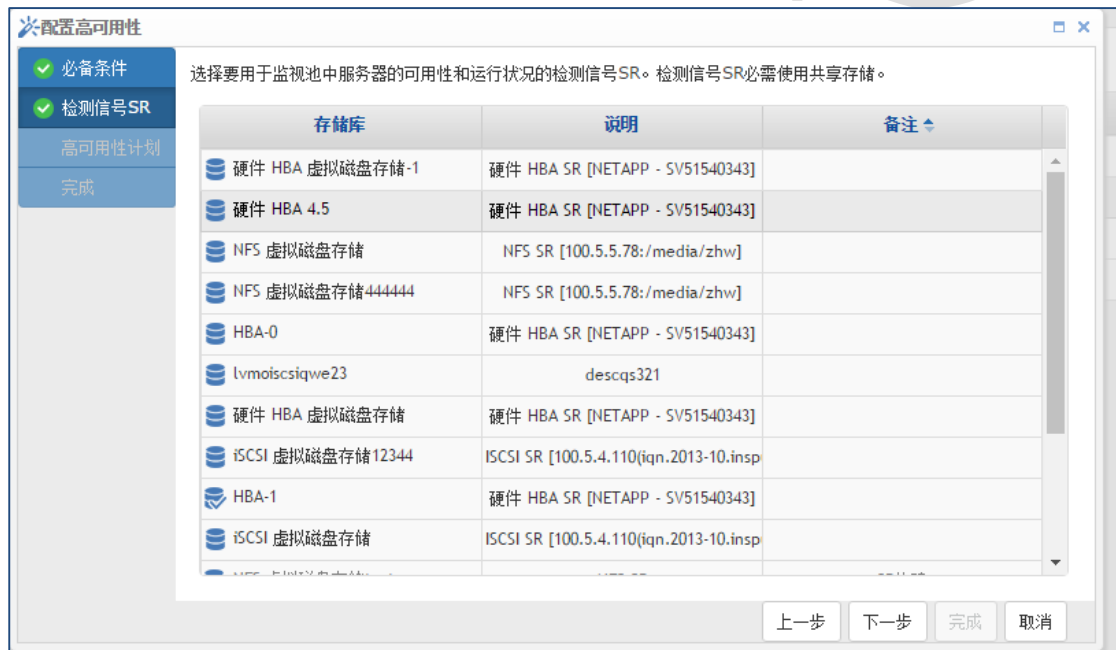 配置高可用性
必备条件
检测信号SR
高可用性计划
完成
选择要用于监视池中服务器的可用性和运行状况的检测信号SR。检测信号SR必需使用共享存储。
存储库 说明 备注
硬件 HBA 虚拟磁盘存储-1 硬件 HBA SR [NETAPP - SV51540343]
硬件 HBA 4.5 硬件 HBA SR [NETAPP - SV51540343]
NFS 虚拟磁盘存储 NFS SR [100.5.5.78:/media/zhw]
NFS 虚拟磁盘存储444444 NFS SR [100.5.5.78:/media/zhw]
HBA-0 硬件 HBA SR [NETAPP - SV51540343]
lvmoiscsiqwe23 descqs321
硬件 HBA 虚拟磁盘存储 硬件 HBA SR [NETAPP - SV51540343]
iSCSI 虚拟磁盘存储12344 ISCSI SR [100.5.4.110(iqn.2013-10.insp
HBA-1 硬件 HBA SR [NETAPP - SV51540343]
iSCSI 虚拟磁盘存储 ISCSI SR [100.5.4.110(iqn.2013-10.insp
上一步 下一步 完成 取消